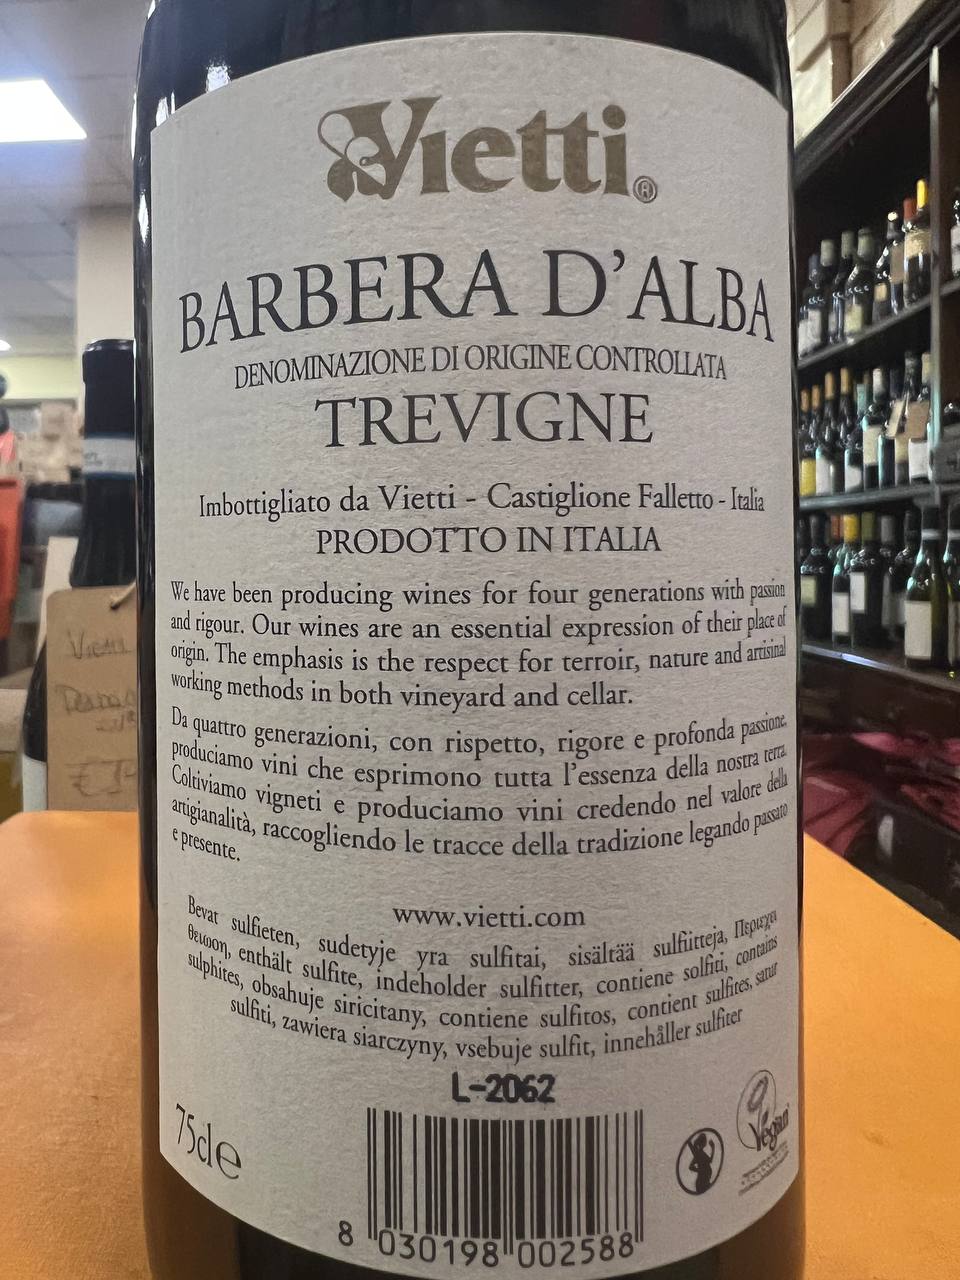 Vietti®
BARBERA D'ALBA
DENOMINAZIONE DI ORIGINE CONTROLLATA
TREVIGNE
Imbottigliato da Vietti - Castiglione Falletto - Italia
PRODOTTO IN ITALIA
We have been producing wines for four generations with passion
and rigour. Our wines are an essential expression of their place of
origin. The emphasis is the respect for terroir, nature and artisinal
working methods in both vineyard and cellar.
Da quattro generazioni, con rispetto, rigore e profonda passione,
produciamo vini che esprimono tutta l'essenza della nostra terra.
Coltiviamo vigneti e produciamo vini credendo nel valore della
artigianalità, raccogliendo le tracce della tradizione legando passato
e presente.
www.vietti.com
Bevat sulfieten, sudetyje yra sulfitai, sisältää sulfiitteja, Περιεχει
θειωση, enthält sulfite, indeholder sulfitter, contiene solfiti, contains
sulphites, obsahuje siricitany, contiene sulfitos, contient sulfites, satur
sulfiti, zawiera siarczyny, vsebuje sulfit, innehåller sulfiter
L-2062
75cl e
8 030198 002588
Vegan
Vietti